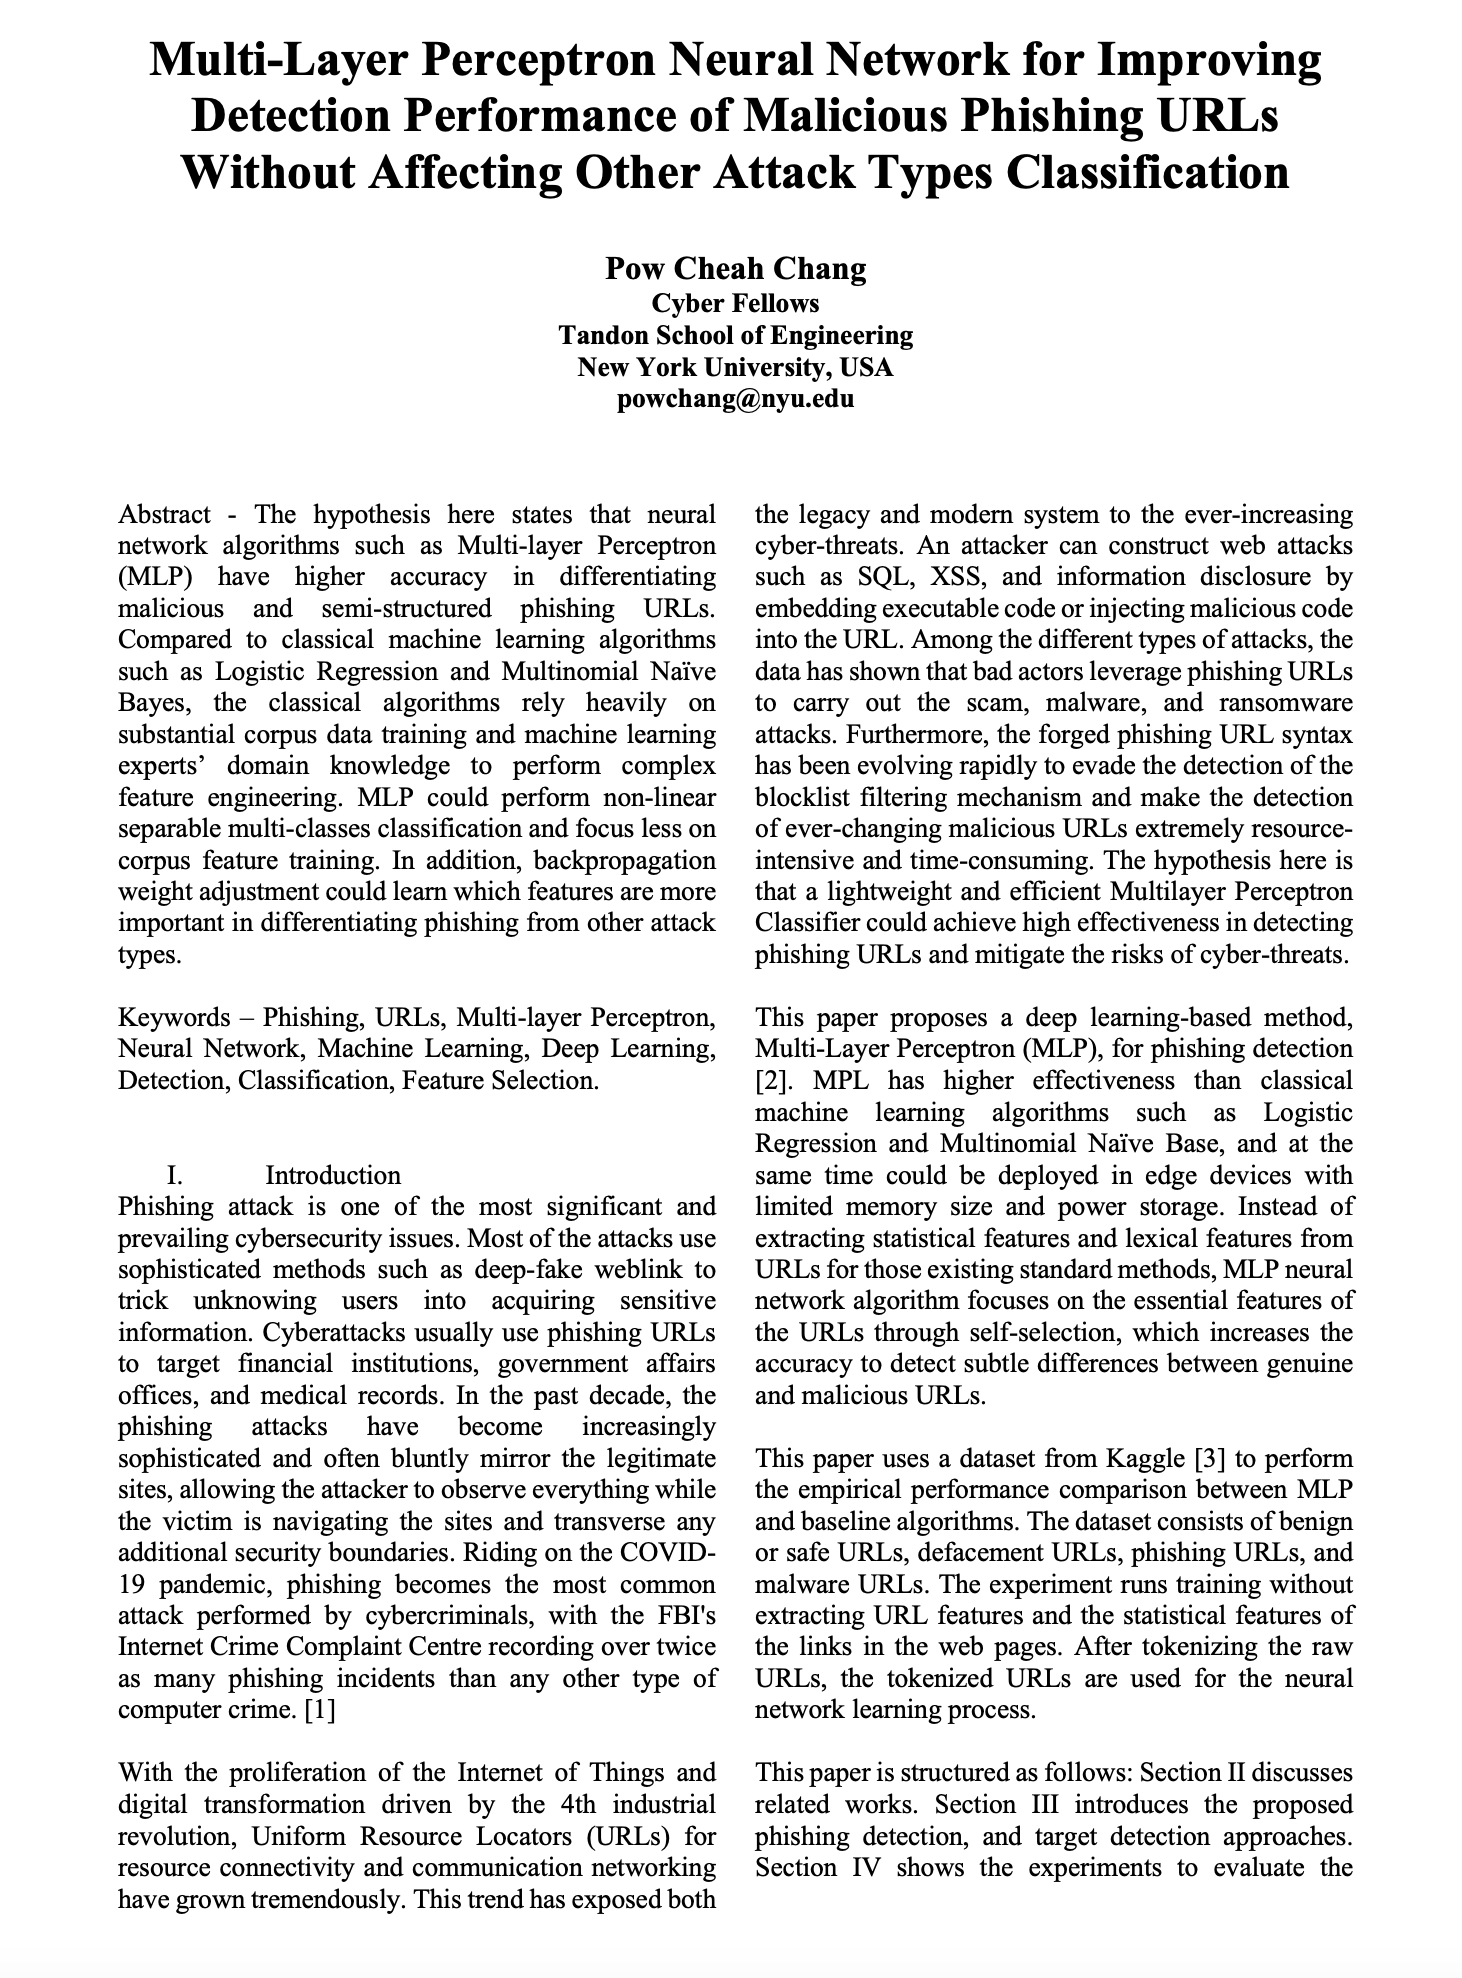 Multi-Layer Perceptron Neural Network for Improving
Detection Performance of Malicious Phishing URLs
Without Affecting Other Attack Types Classification
Pow Cheah Chang
Cyber Fellows
Tandon School of Engineering
New York University, USA
powchang@nyu.edu
Abstract - The hypothesis here states that neural
network algorithms such as Multi-layer Perceptron
(MLP) have higher accuracy in differentiating
malicious and semi-structured phishing URLs.
Compared to classical machine learning algorithms
such as Logistic Regression and Multinomial Naïve
Bayes, the classical algorithms rely heavily on
substantial corpus data training and machine learning
experts’ domain knowledge to perform complex
feature engineering. MLP could perform non-linear
separable multi-classes classification and focus less on
corpus feature training. In addition, backpropagation
weight adjustment could learn which features are more
important in differentiating phishing from other attack
types.
Keywords – Phishing, URLs, Multi-layer Perceptron,
Neural Network, Machine Learning, Deep Learning,
Detection, Classification, Feature Selection.
I. Introduction
Phishing attack is one of the most significant and
prevailing cybersecurity issues. Most of the attacks use
sophisticated methods such as deep-fake weblink to
trick unknowing users into acquiring sensitive
information. Cyberattacks usually use phishing URLs
to target financial institutions, government affairs
offices, and medical records. In the past decade, the
phishing attacks have become increasingly
sophisticated and often bluntly mirror the legitimate
sites, allowing the attacker to observe everything while
the victim is navigating the sites and transverse any
additional security boundaries. Riding on the COVID-
19 pandemic, phishing becomes the most common
attack performed by cybercriminals, with the FBI's
Internet Crime Complaint Centre recording over twice
as many phishing incidents than any other type of
computer crime. [1]
With the proliferation of the Internet of Things and
digital transformation driven by the 4th industrial
revolution, Uniform Resource Locators (URLs) for
resource connectivity and communication networking
have grown tremendously. This trend has exposed both
the legacy and modern system to the ever-increasing
cyber-threats. An attacker can construct web attacks
such as SQL, XSS, and information disclosure by
embedding executable code or injecting malicious code
into the URL. Among the different types of attacks, the
data has shown that bad actors leverage phishing URLs
to carry out the scam, malware, and ransomware
attacks. Furthermore, the forged phishing URL syntax
has been evolving rapidly to evade the detection of the
blocklist filtering mechanism and make the detection
of ever-changing malicious URLs extremely resource-
intensive and time-consuming. The hypothesis here is
that a lightweight and efficient Multilayer Perceptron
Classifier could achieve high effectiveness in detecting
phishing URLs and mitigate the risks of cyber-threats.
This paper proposes a deep learning-based method,
Multi-Layer Perceptron (MLP), for phishing detection
[2]. MPL has higher effectiveness than classical
machine learning algorithms such as Logistic
Regression and Multinomial Naïve Base, and at the
same time could be deployed in edge devices with
limited memory size and power storage. Instead of
extracting statistical features and lexical features from
URLs for those existing standard methods, MLP neural
network algorithm focuses on the essential features of
the URLs through self-selection, which increases the
accuracy to detect subtle differences between genuine
and malicious URLs.
This paper uses a dataset from Kaggle [3] to perform
the empirical performance comparison between MLP
and baseline algorithms. The dataset consists of benign
or safe URLs, defacement URLs, phishing URLs, and
malware URLs. The experiment runs training without
extracting URL features and the statistical features of
the links in the web pages. After tokenizing the raw
URLs, the tokenized URLs are used for the neural
network learning process.
This paper is structured as follows: Section II discusses
related works. Section III introduces the proposed
phishing detection, and target detection approaches.
Section IV shows the experiments to evaluate the